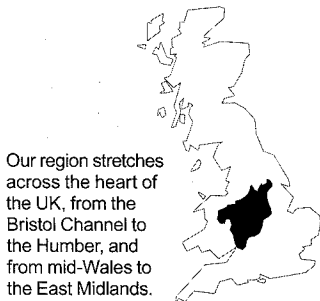 Our region stretches
across the heart of
the UK, from the
Bristol Channel to
the Humber, and
from mid-Wales to
the East Midlands.